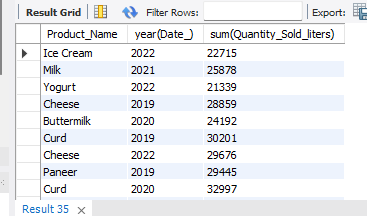 Result Grid Filter Rows: Export:
Product_Name year(Date_) sum(Quantity_Sold_liters)
Ice Cream 2022 22715
Milk 2021 25878
Yogurt 2022 21339
Cheese 2019 28859
Buttermilk 2020 24192
Curd 2019 30201
Cheese 2022 29676
Paneer 2019 29445
Curd 2020 32997
Result 35